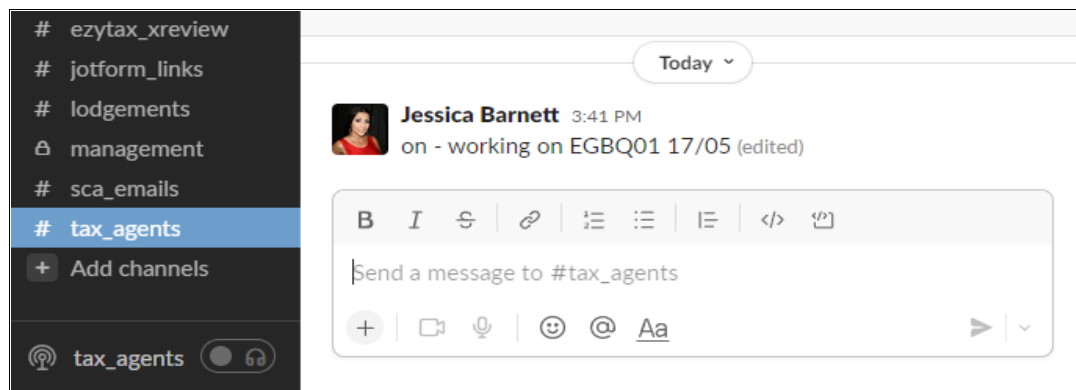 # ezytax_xreview
# jotform_links
# lodgements
management
# sca_emails
# tax_agents
+ Add channels
tax_agents
Today
Jessica Barnett 3:41 PM
on - working on EGBQ01 17/05 (edited)
B I S
Send a message to #tax_agents
+ @ Aa